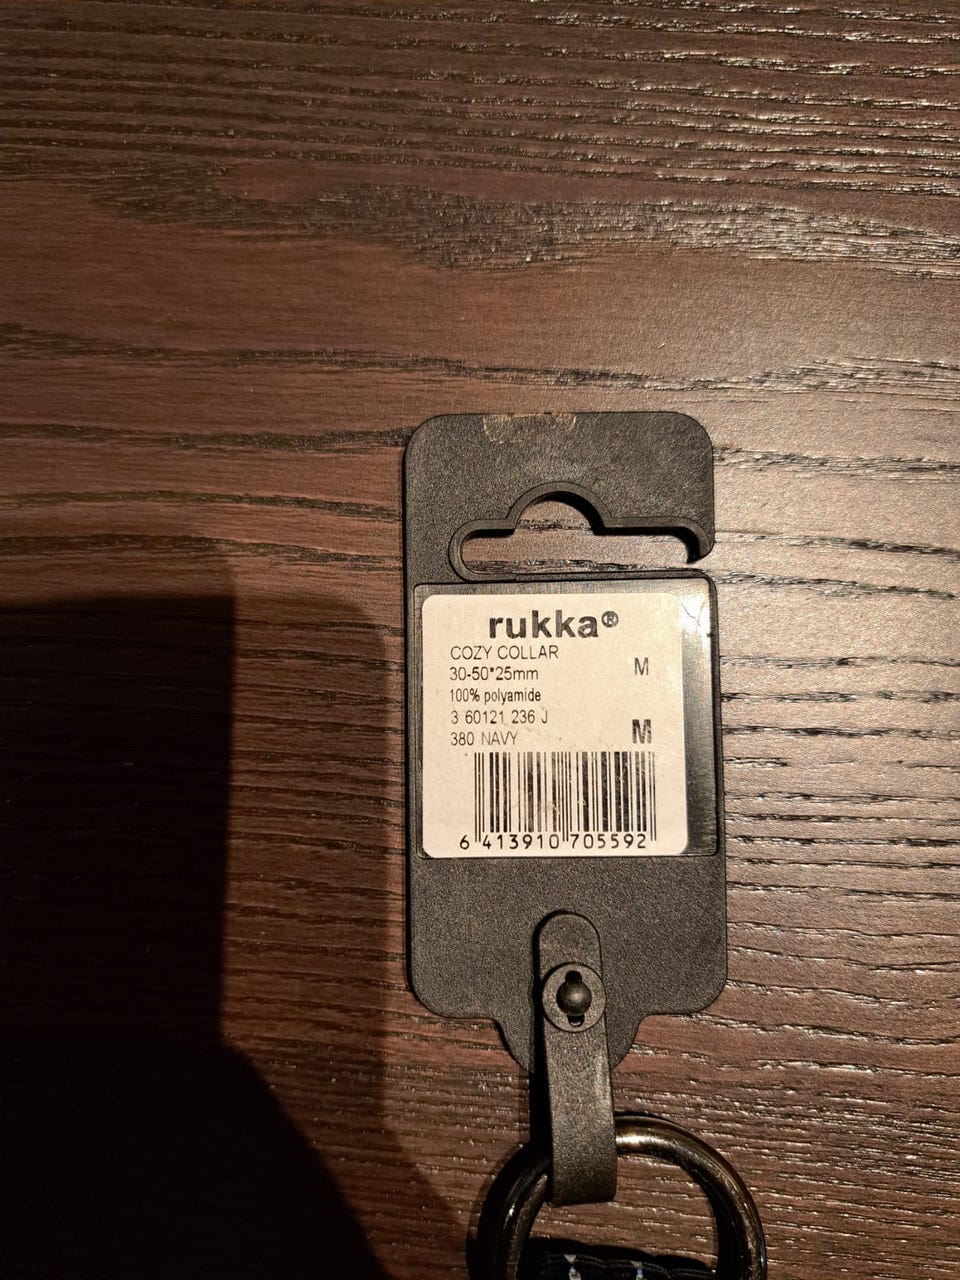 rukka®
COZY COLLAR
30-50*25mm M
100% polyamide
3 60121 236 J
380 NAVY M
6 413910 705592